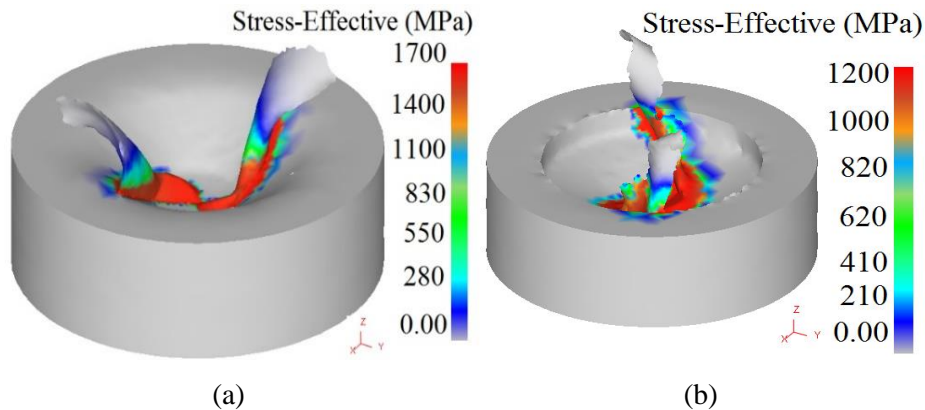 Stress-Effective (MPa)
1700
1400
1100
830
550
280
0.00
Z
X Y
(a)
Stress-Effective (MPa)
1200
1000
820
620
410
210
0.00
Z
X Y
(b)